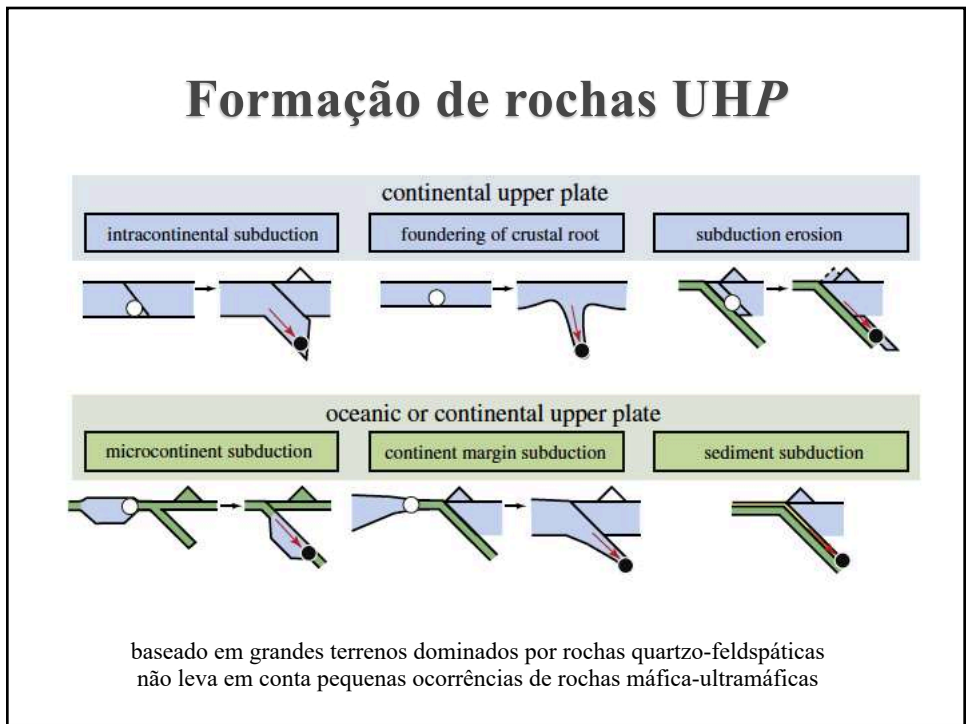 Formação de rochas UHP
continental upper plate
intracontinental subduction
foundering of crustal root
subduction erosion
oceanic or continental upper plate
microcontinent subduction
continent margin subduction
sediment subduction
baseado em grandes terrenos dominados por rochas quartzo-feldspáticas
não leva em conta pequenas ocorrências de rochas máfica-ultramáficas